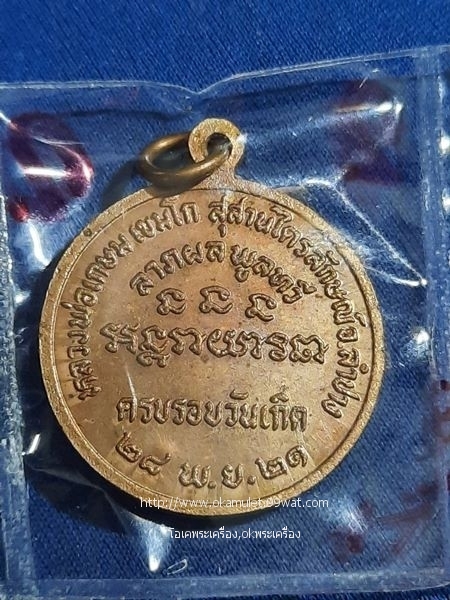 หลวงพ่อเกษม เขมโก สุสานไตรลักษณ์ จ.ลำปาง
ลาภผล พูลทวี
ครบรอบวันเกิด
๒๘ พ.ย. ๒๑
http://www.okamulet99wat.com
โอเคพระเครื่อง,okพระเครื่อง